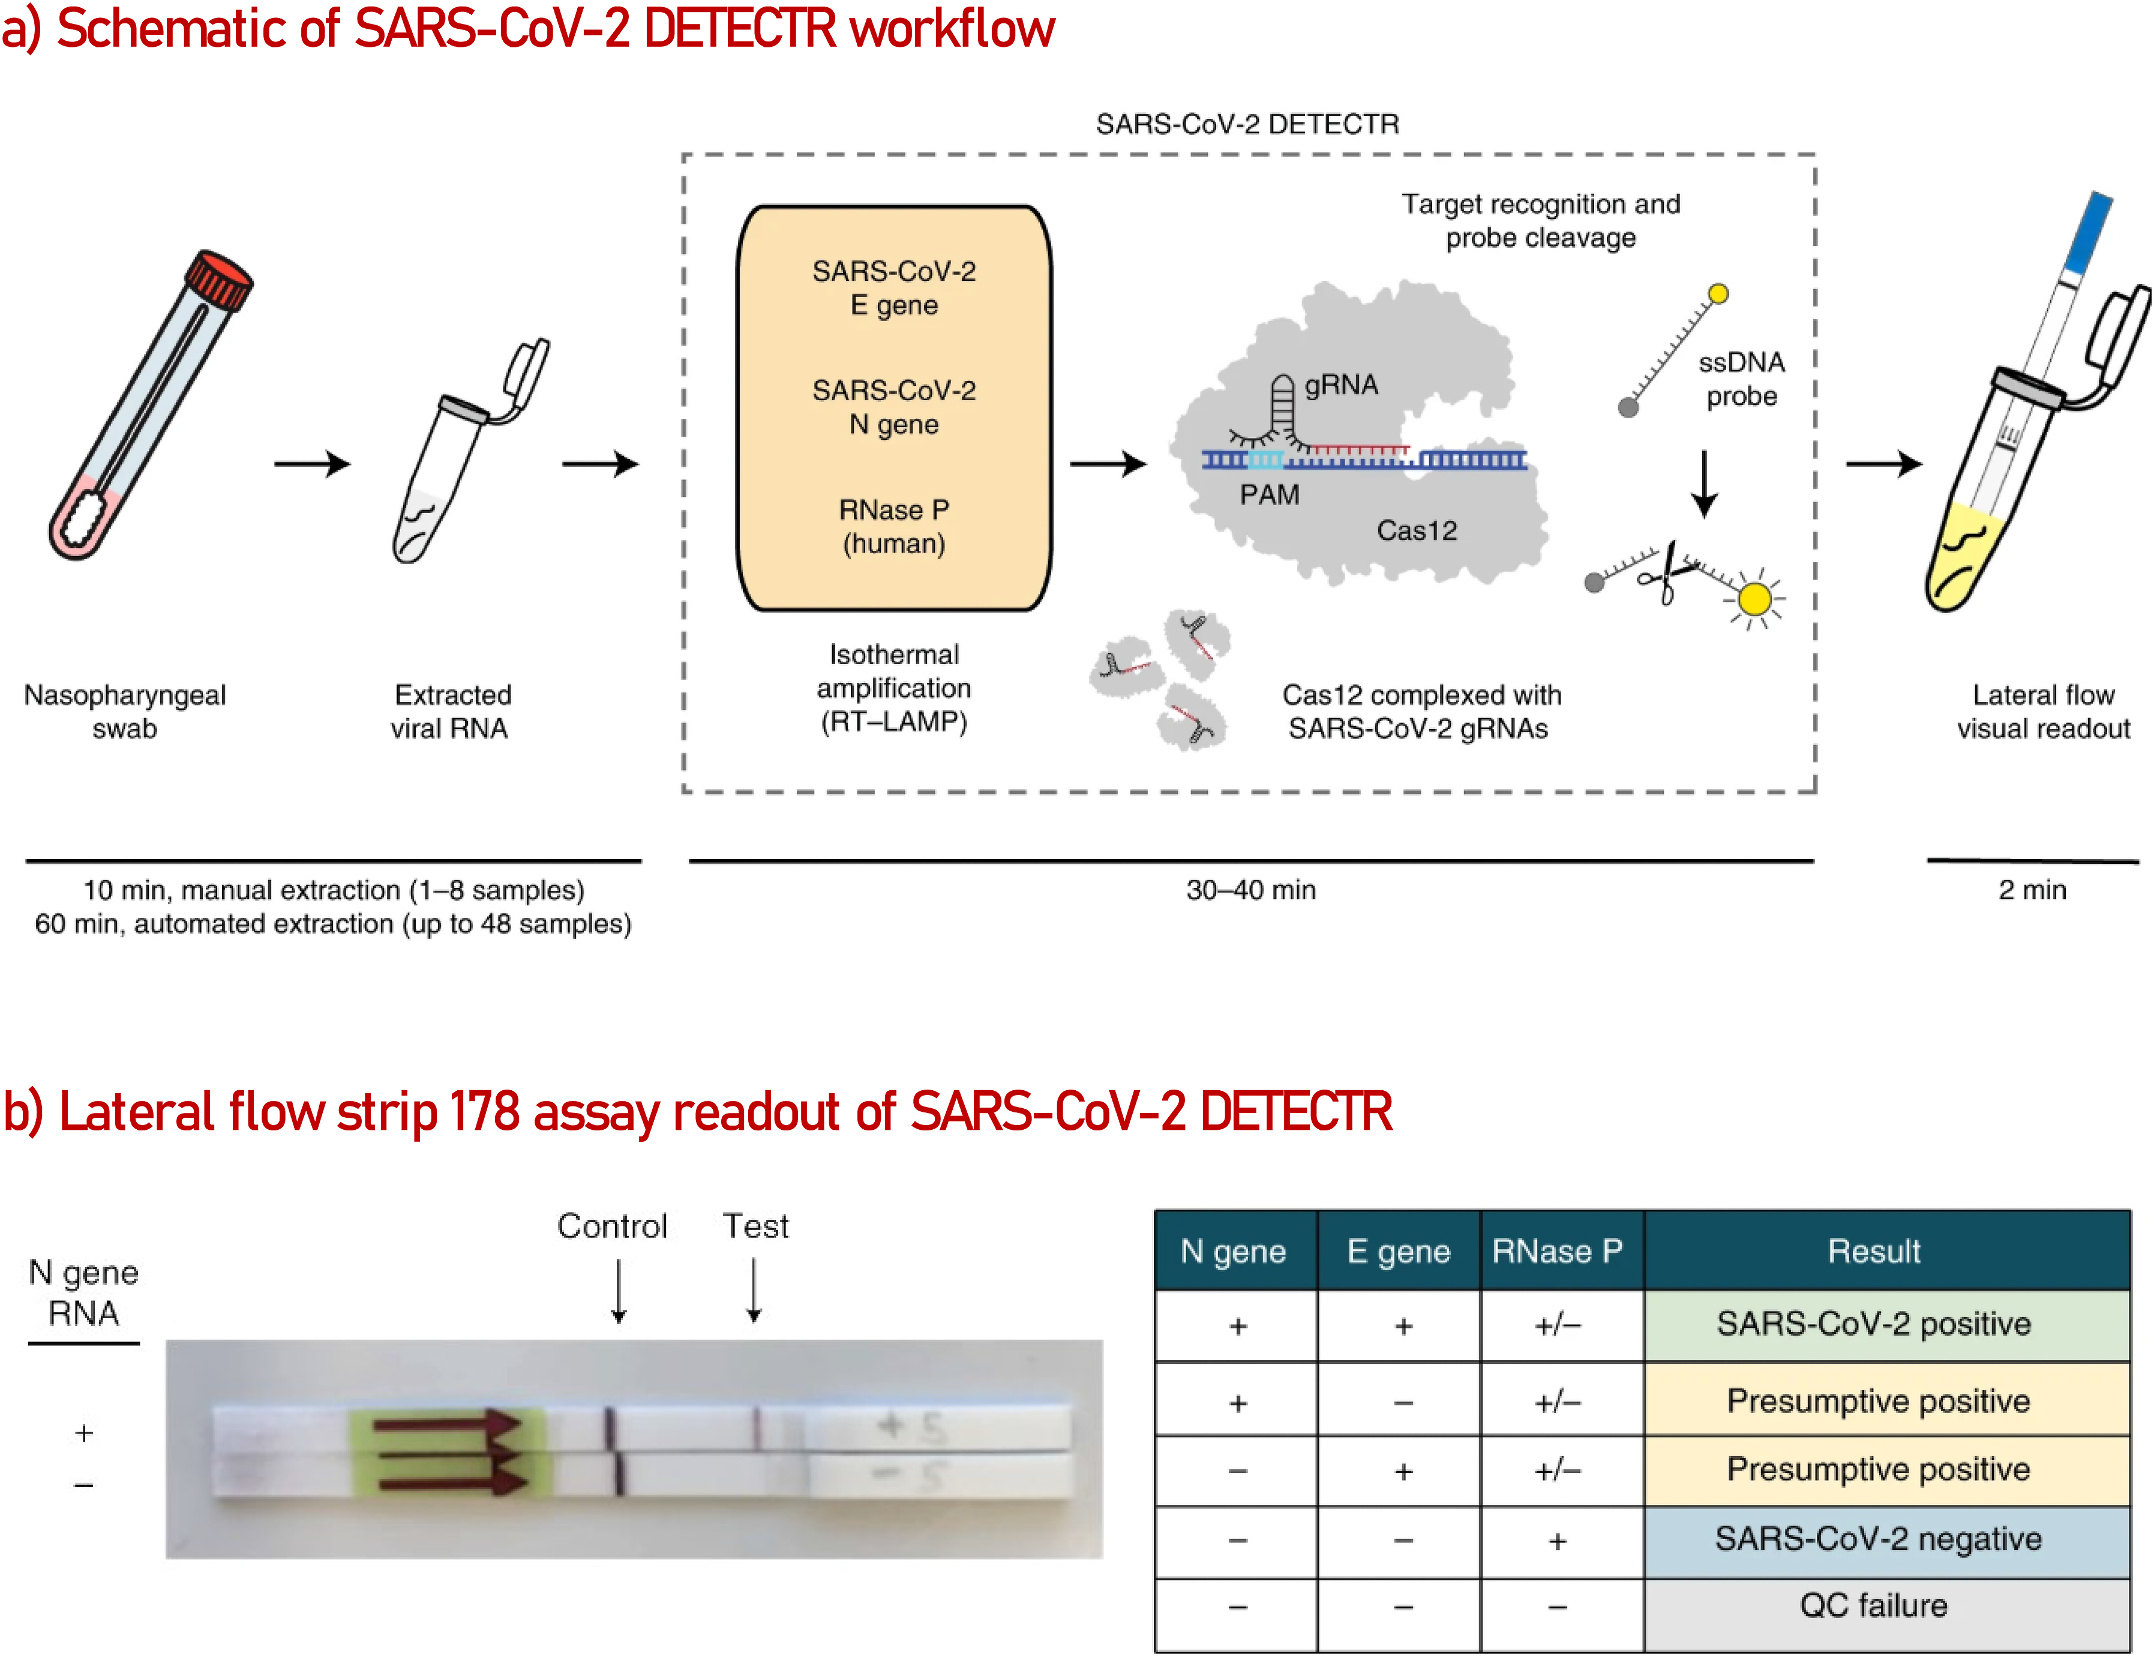 a) Schematic of SARS-CoV-2 DETECTR workflow
SARS-CoV-2 DETECTR
Target recognition and
probe cleavage
SARS-CoV-2
E gene
SARS-CoV-2
N gene
RNase P
(human)
gRNA
PAM
Cas12
ssDNA
probe
Nasopharyngeal
swab
Extracted
viral RNA
Isothermal
amplification
(RT–LAMP)
Cas12 complexed with
SARS-CoV-2 gRNAs
Lateral flow
visual readout
10 min, manual extraction (1–8 samples)
60 min, automated extraction (up to 48 samples)
30–40 min
2 min
b) Lateral flow strip 178 assay readout of SARS-CoV-2 DETECTR
Control Test
N gene
RNA
+
–
+ 5
– 5
N gene E gene RNase P Result
+ + +/– SARS-CoV-2 positive
+ – +/– Presumptive positive
– + +/– Presumptive positive
– – + SARS-CoV-2 negative
– – – QC failure